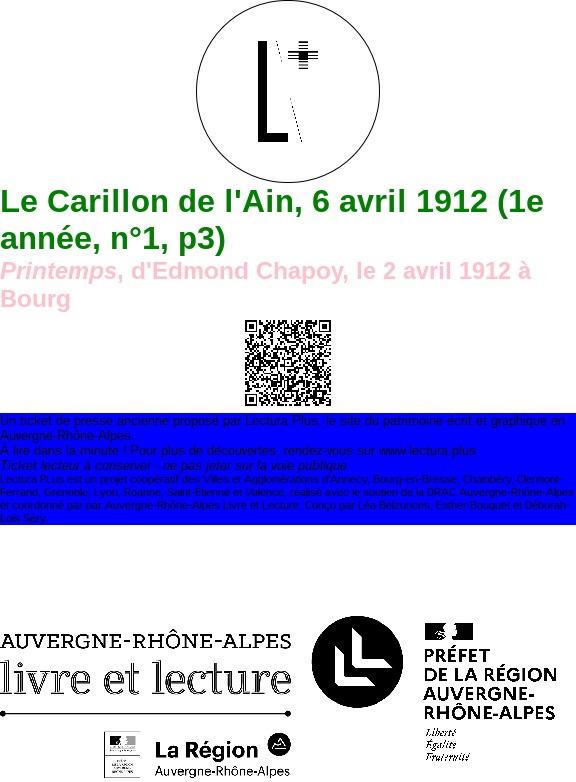 L+
Le Carillon de l'Ain, 6 avril 1912 (1e
année, n°1, p3)
Printemps, d'Edmond Chapoy, le 2 avril 1912 à
Bourg
Un ticket de presse ancienne proposé par Lectura Plus, le site du patrimoine écrit et graphique en
Auvergne-Rhône-Alpes
A lire dans la minute ! Pour plus de découvertes, rendez-vous sur www.lectura.plus
Ticket lecteur à conserver - ne pas jeter sur la voie publique
Lectura PLus est un projet coopératif des Villes et Agglomérations d'Annecy, Bourg-en-Bresse, Chambéry, Clermont-
Ferrand, Grenoble, Lyon, Roanne, Saint-Etienne et Valence, réalisé avec le soutien de la DRAC Auvergne-Rhône-Alpes
et coordonné par par Auvergne-Rhône-Alpes Livre et Lecture. Conçu par Léa Belzunons, Esther Bouquet et Déborah-
Loïs Séry.
AUVERGNE-RHÔNE-ALPES
livre et lecture
La Région
Auvergne-Rhône-Alpes
PRÉFET
DE LA RÉGION
AUVERGNE-
RHÔNE-ALPES
Liberté
Égalité
Fraternité